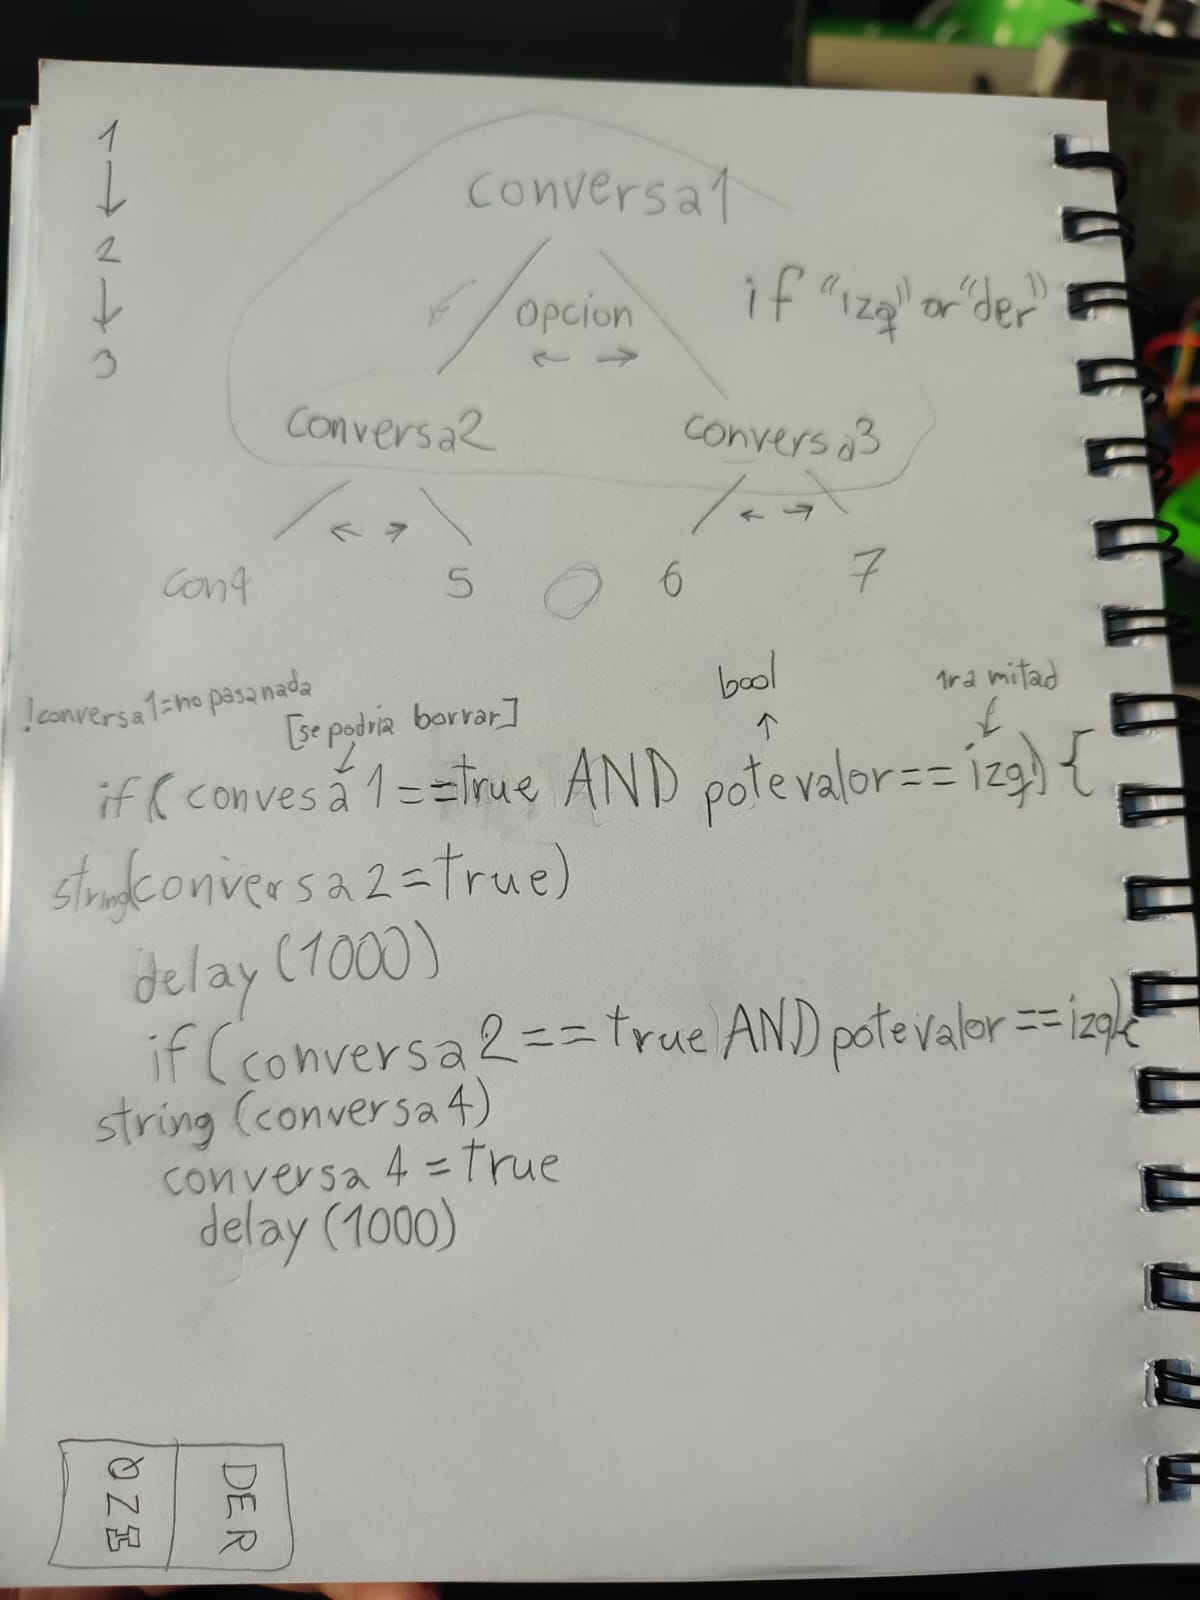 1
↓
2
↓
3
conversa1
opcion
← →
if "izq" or "der"
conversa2
conversa3
← →
← →
con4
5
6
7
!conversa1=no pasa nada
[se podria borrar]
bool
1ra mitad
if (convesa1==true AND potevalor==izq) {
string(conversa2=true)
delay(1000)
if (conversa2==true) AND potevalor==izq){
string (conversa4)
conversa4=true
delay(1000)
IZQ
DER